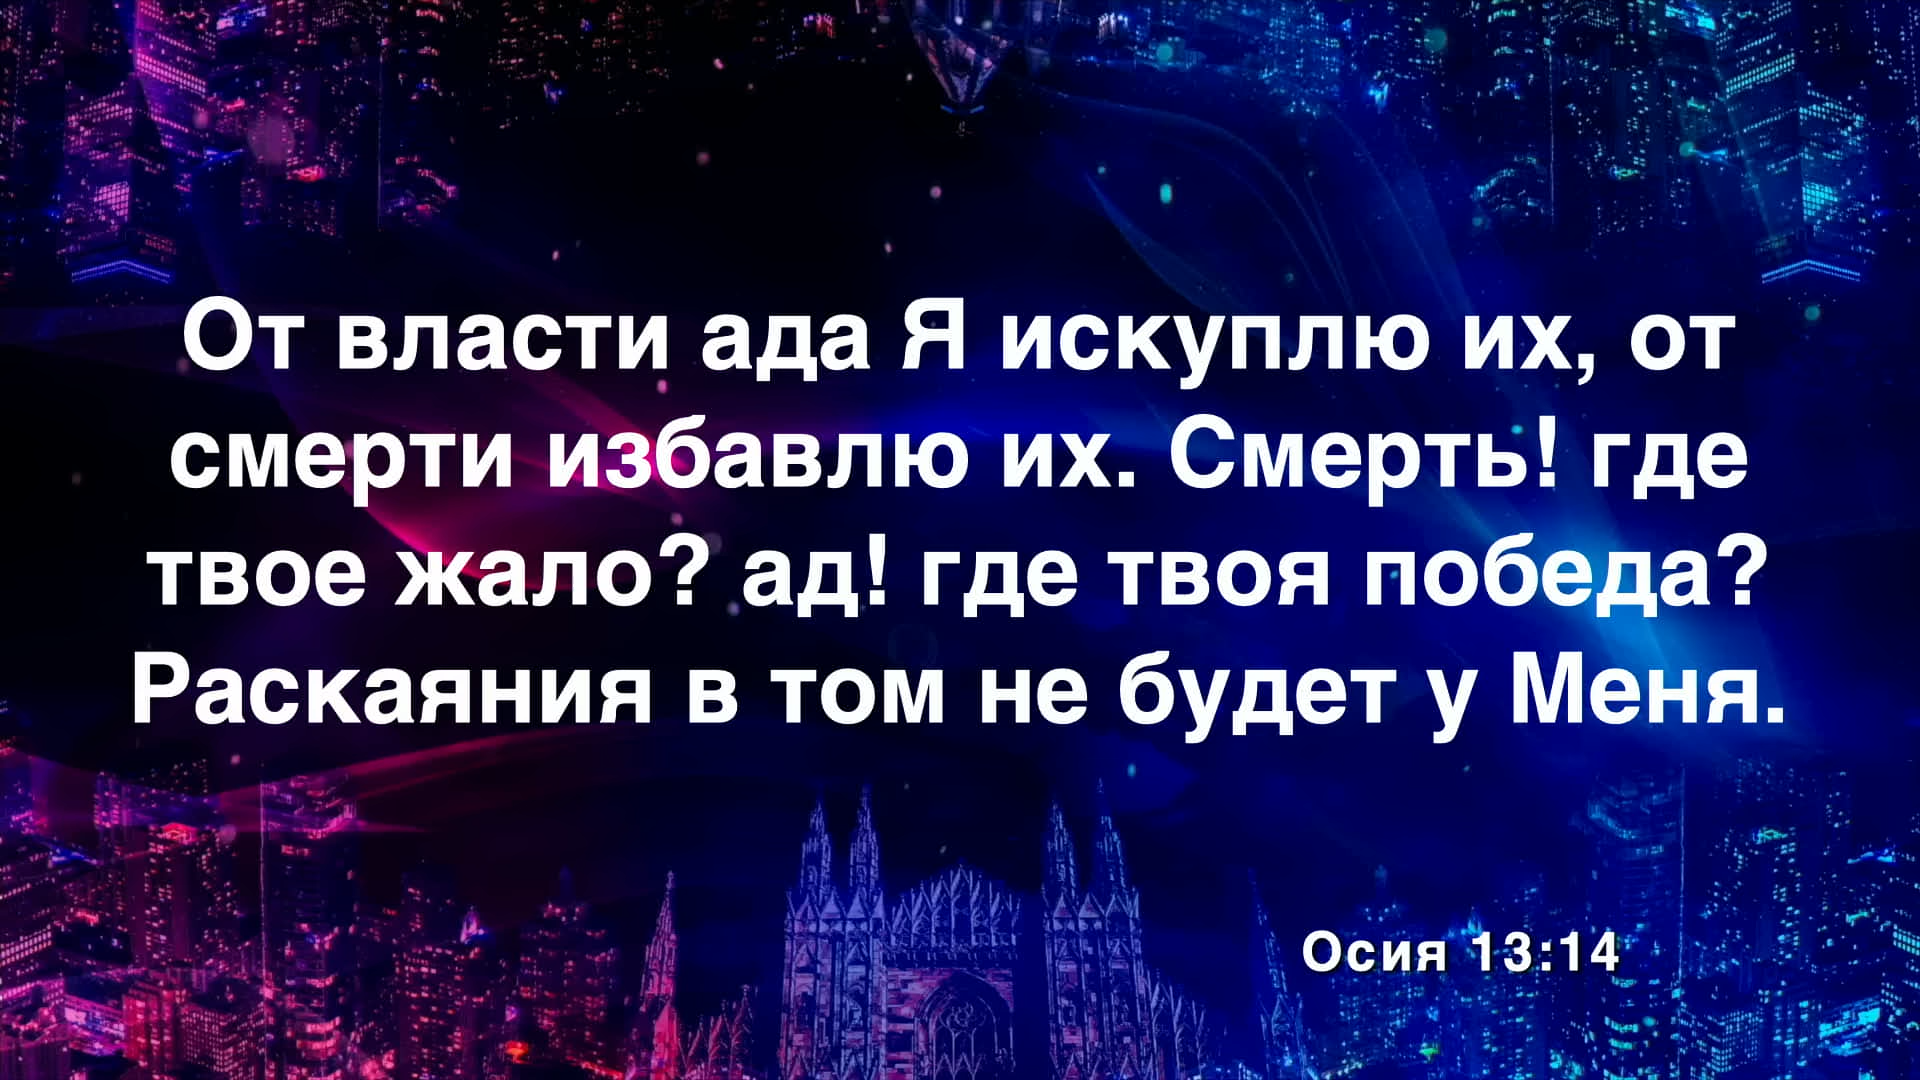 От власти ада Я искуплю их, от
смерти избавлю их. Смерть! где
твое жало? ад! где твоя победа?
Раскаяния в том не будет у Меня.
Осия 13:14